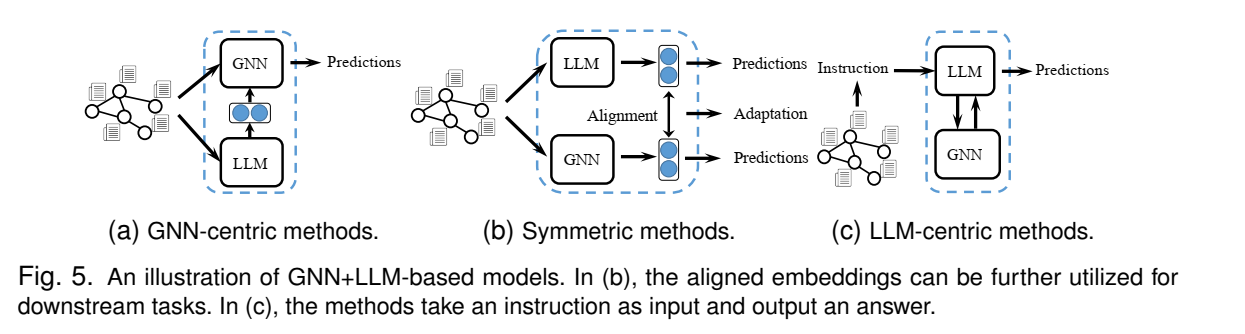 GNN
Predictions
LLM
(a) GNN-centric methods.
LLM
Predictions
Alignment
Adaptation
GNN
Predictions
(b) Symmetric methods.
Instruction
LLM
Predictions
GNN
(c) LLM-centric methods.
Fig. 5. An illustration of GNN+LLM-based models. In (b), the aligned embeddings can be further utilized for
downstream tasks. In (c), the methods take an instruction as input and output an answer.